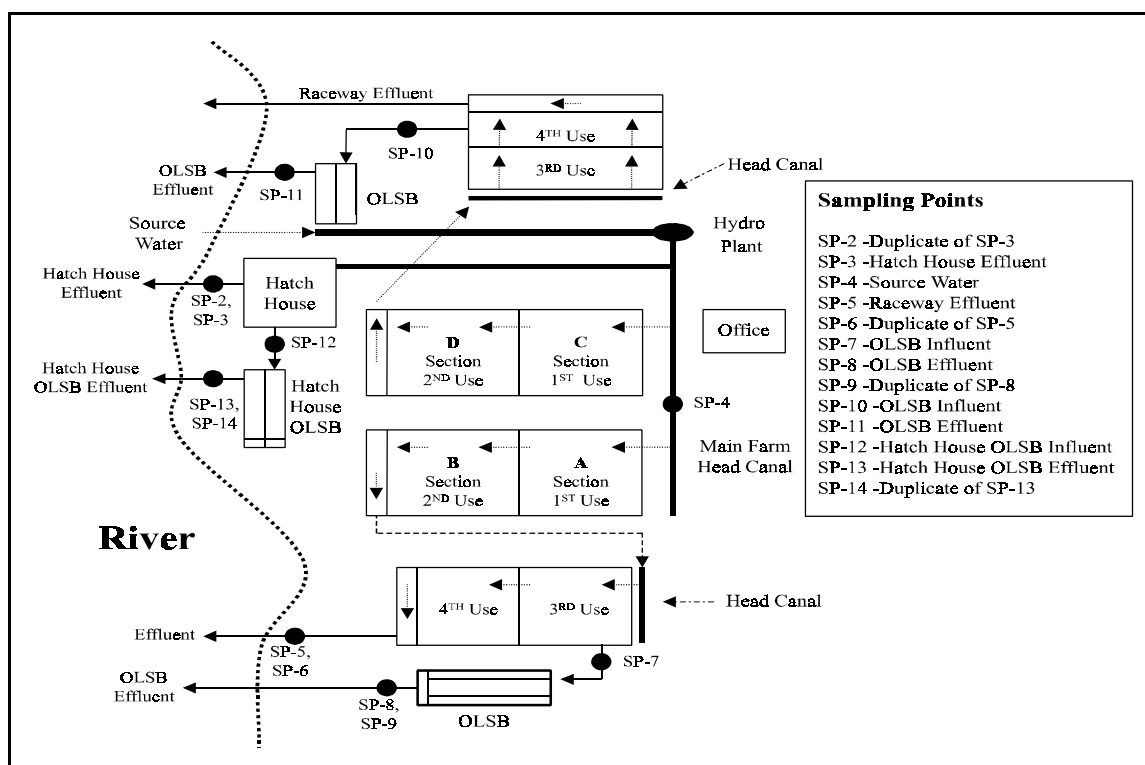 Raceway Effluent
4TH Use
SP-10
3RD Use
Head Canal
OLSB
Effluent
SP-11
OLSB
Source
Water
Hydro
Plant
Hatch House
Effluent
SP-2,
SP-3
Hatch
House
D
Section
2ND Use
C
Section
1ST Use
Office
SP-12
Hatch House
OLSB Effluent
SP-13,
SP-14
Hatch
House
OLSB
SP-4
B
Section
2ND Use
A
Section
1ST Use
Main Farm
Head Canal
River
4TH Use
3RD Use
Head Canal
Effluent
SP-5,
SP-6
SP-7
OLSB
Effluent
SP-8,
SP-9
OLSB
Sampling Points
SP-2 -Duplicate of SP-3
SP-3 -Hatch House Effluent
SP-4 -Source Water
SP-5 -Raceway Effluent
SP-6 -Duplicate of SP-5
SP-7 -OLSB Influent
SP-8 -OLSB Effluent
SP-9 -Duplicate of SP-8
SP-10 -OLSB Influent
SP-11 -OLSB Effluent
SP-12 -Hatch House OLSB Influent
SP-13 -Hatch House OLSB Effluent
SP-14 -Duplicate of SP-13